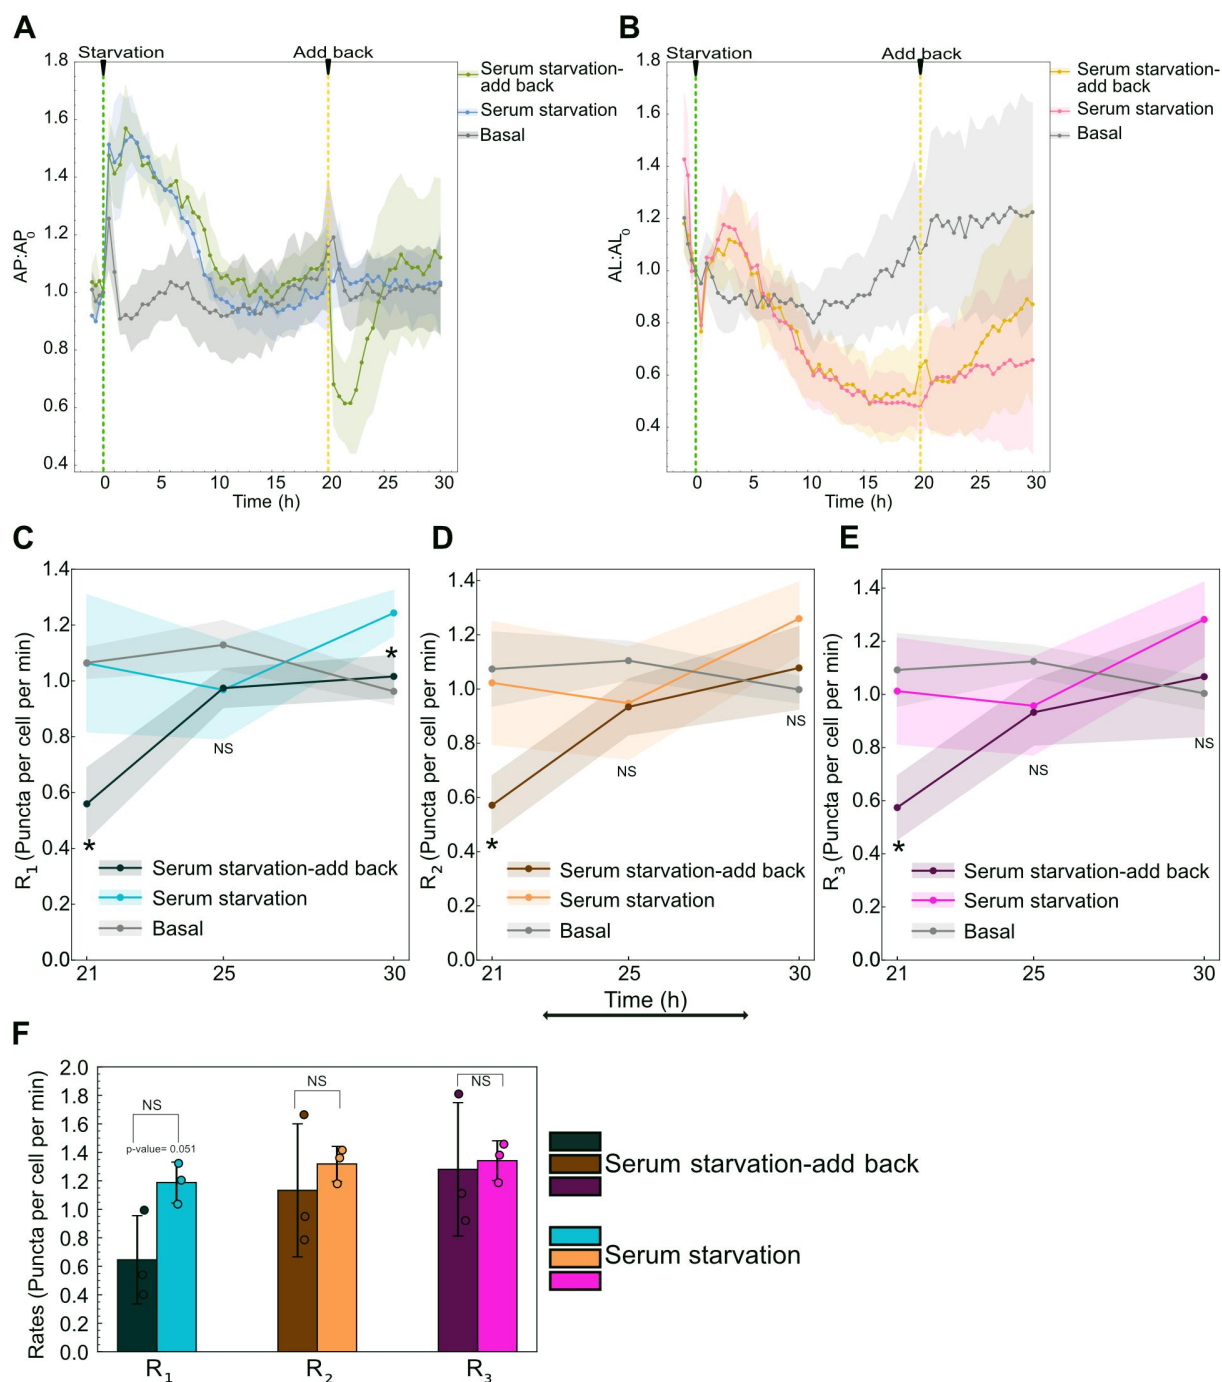 A
B
Starvation
Add back
Starvation
Add back
1.8
1.6
1.4
1.2
1.0
0.8
0.6
0.4
AP:AP0
0
5
10
15
20
25
30
Time (h)
Serum starvation-
add back
Serum starvation
Basal
1.8
1.6
1.4
1.2
1.0
0.8
0.6
0.4
AL:AL0
0
5
10
15
20
25
30
Time (h)
Serum starvation-
add back
Serum starvation
Basal
C
D
E
R1 (Puncta per cell per min)
1.4
1.2
1.0
0.8
0.6
0.4
0.2
0.0
*
NS
*
Serum starvation-add back
Serum starvation
Basal
21
25
30
R2 (Puncta per cell per min)
1.4
1.2
1.0
0.8
0.6
0.4
0.2
0.0
NS
NS
*
Serum starvation-add back
Serum starvation
Basal
21
25
30
Time (h)
R3 (Puncta per cell per min)
1.4
1.2
1.0
0.8
0.6
0.4
0.2
0.0
NS
NS
*
Serum starvation-add back
Serum starvation
Basal
21
25
30
F
Rates (Puncta per cell per min)
2.0
1.8
1.6
1.4
1.2
1.0
0.8
0.6
0.4
0.2
0.0
NS
p-value= 0.051
NS
NS
R1
R2
R3
Serum starvation-add back
Serum starvation